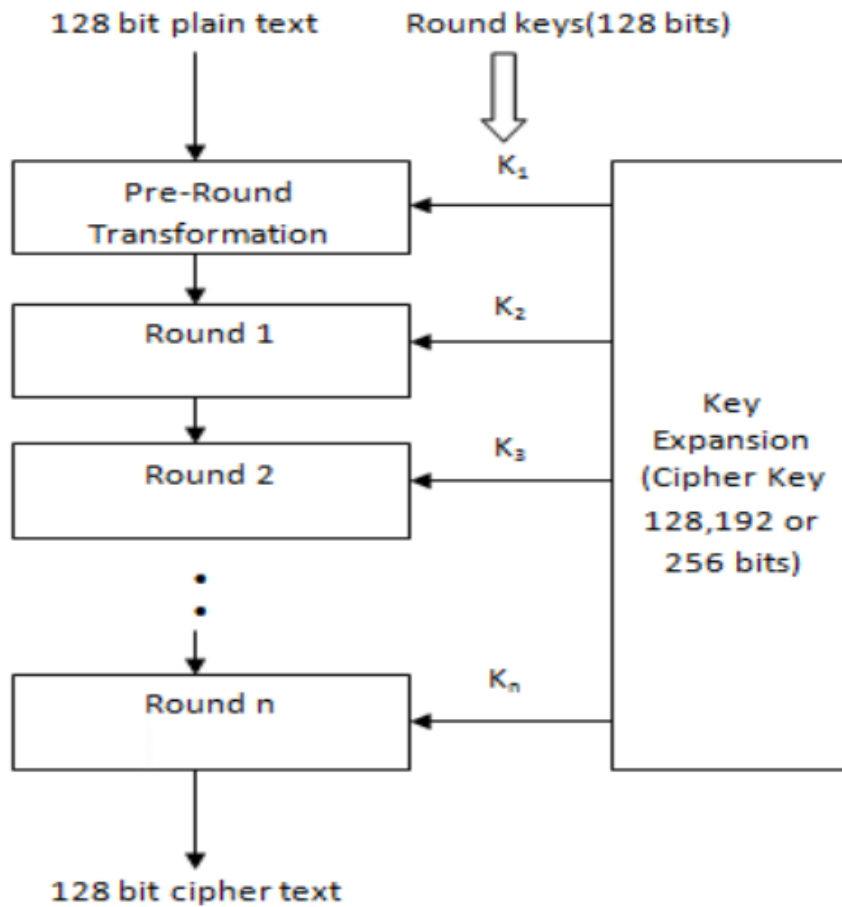 128 bit plain text
Round keys(128 bits)
K₁
Pre-Round
Transformation
K₂
Round 1
K₃
Round 2
Key
Expansion
(Cipher Key
128,192 or
256 bits)
Kₙ
Round n
128 bit cipher text